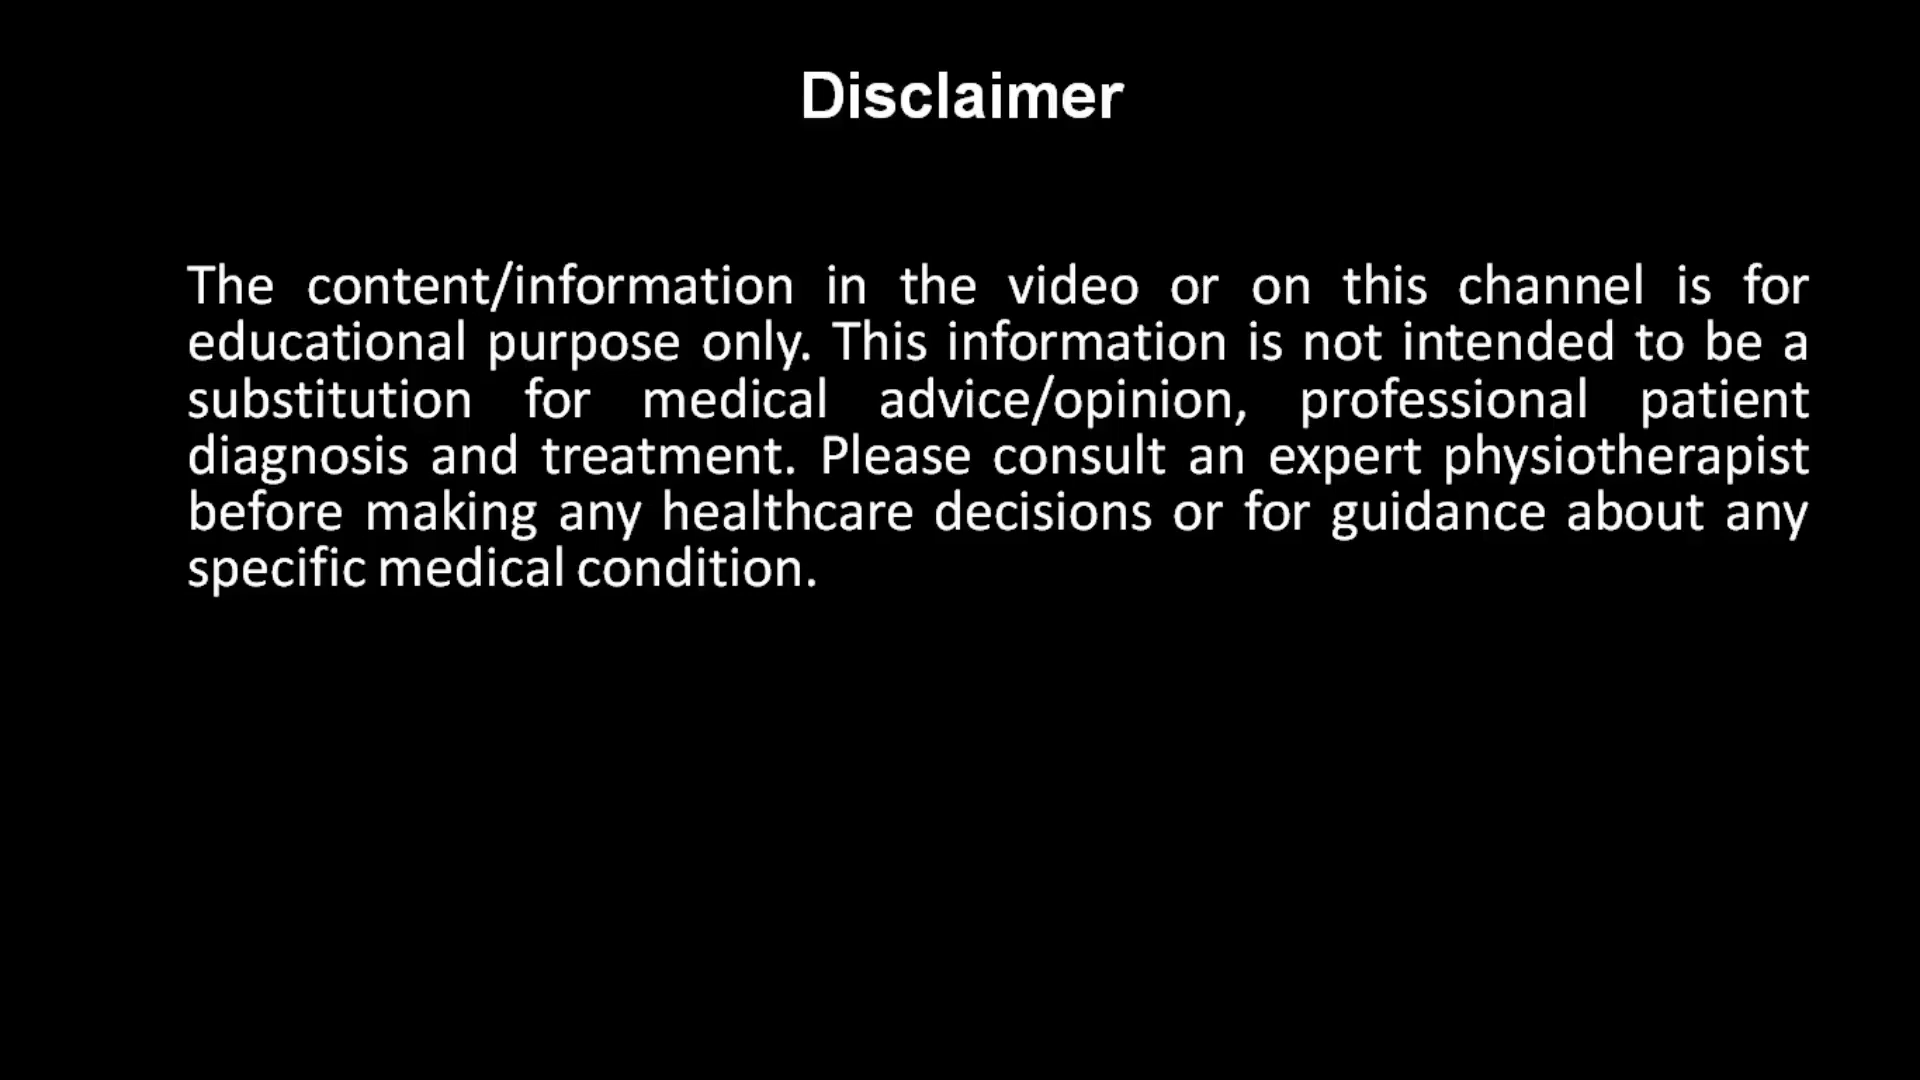 Disclaimer
The content/information in the video or on this channel is for
educational purpose only. This information is not intended to be a
substitution for medical advice/opinion, professional patient
diagnosis and treatment. Please consult an expert physiotherapist
before making any healthcare decisions or for guidance about any
specific medical condition.